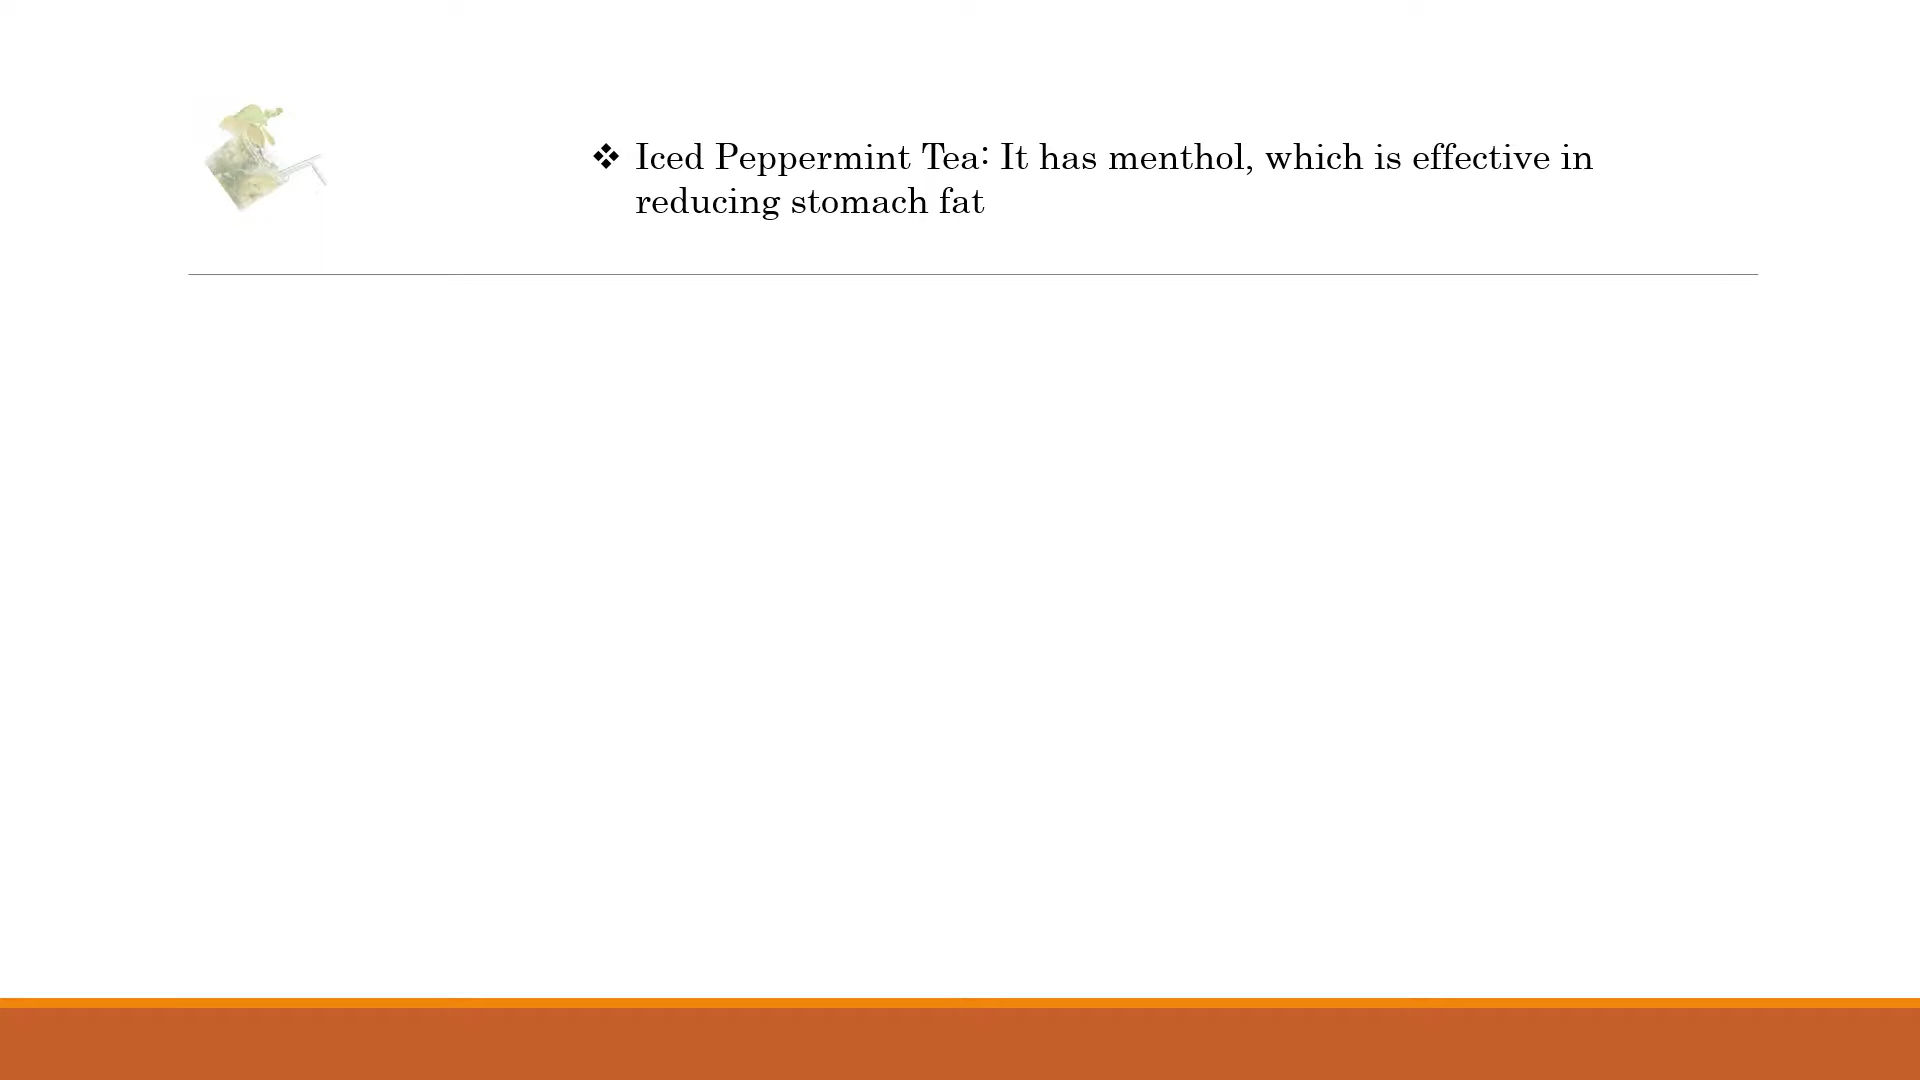 ❖ Iced Peppermint Tea: It has menthol, which is effective in
reducing stomach fat